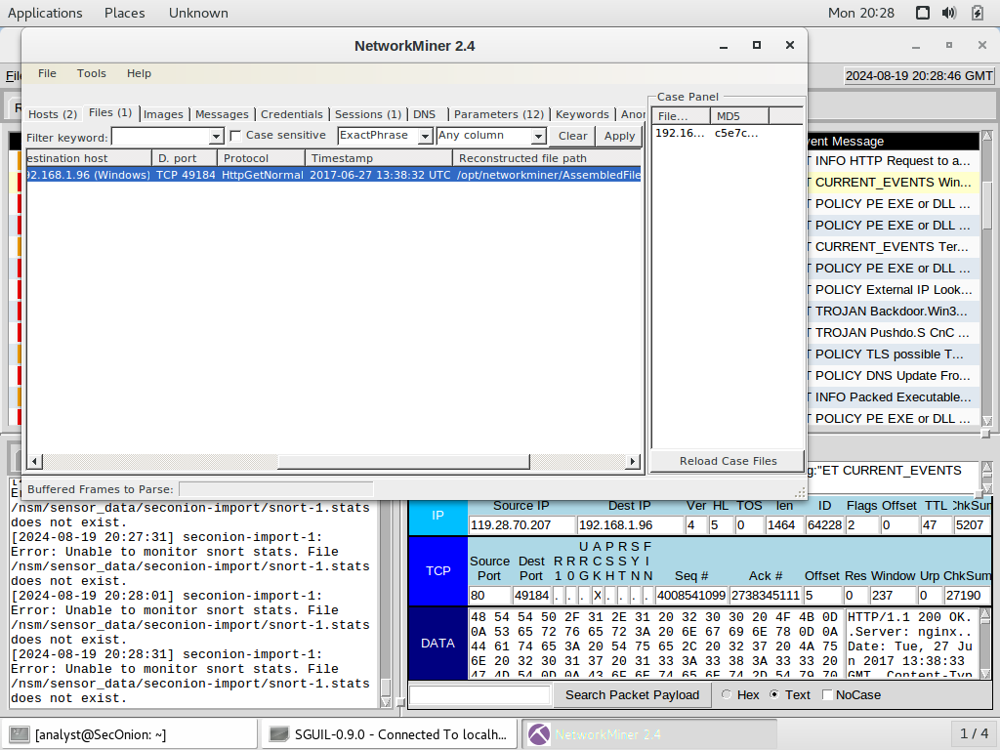 Applications Places Unknown Mon 20:28
NetworkMiner 2.4
File
2024-08-19 20:28:46 GMT
File Tools Help
Hosts (2) Files (1) Images Messages Credentials Sessions (1) DNS Parameters (12) Keywords Anor
Filter keyword: Case sensitive ExactPhrase Any column Clear Apply
estination host D. port Protocol Timestamp Reconstructed file path
92.168.1.96 (Windows) TCP 49184 HttpGetNormal 2017-06-27 13:38:32 UTC /opt/networkminer/AssembledFile
Case Panel
File... MD5
192.16... c5e7c...
Reload Case Files
Buffered Frames to Parse:
vent Message
T INFO HTTP Request to a...
T CURRENT_EVENTS Win...
T POLICY PE EXE or DLL ...
T POLICY PE EXE or DLL ...
T CURRENT_EVENTS Ter...
T POLICY PE EXE or DLL ...
T POLICY External IP Look...
T TROJAN Backdoor.Win3...
T TROJAN Pushdo.S CnC ...
T POLICY TLS possible T...
T POLICY DNS Update Fro...
T INFO Packed Executable...
T POLICY PE EXE or DLL ...
g:"ET CURRENT_EVENTS
/nsm/sensor_data/seconion-import/snort-1.stats
does not exist.
[2024-08-19 20:27:31] seconion-import-1:
Error: Unable to monitor snort stats. File
/nsm/sensor_data/seconion-import/snort-1.stats
does not exist.
[2024-08-19 20:28:01] seconion-import-1:
Error: Unable to monitor snort stats. File
/nsm/sensor_data/seconion-import/snort-1.stats
does not exist.
[2024-08-19 20:28:31] seconion-import-1:
Error: Unable to monitor snort stats. File
/nsm/sensor_data/seconion-import/snort-1.stats
does not exist.
IP
Source IP Dest IP Ver HL TOS len ID Flags Offset TTL ChkSum
119.28.70.207 192.168.1.96 4 5 0 1464 64228 2 0 47 5207
TCP
U A P R S F
R R R C S S Y I
Source Port Dest Port 1 0 G K H T N N Seq # Ack # Offset Res Window Urp ChkSum
80 49184 . . . X . . . . 4008541099 2738345111 5 0 237 0 27190
DATA
48 54 54 50 2F 31 2E 31 20 32 30 30 20 4F 4B 0D HTTP/1.1 200 OK.
0A 53 65 72 76 65 72 3A 20 6E 67 69 6E 78 0D 0A .Server: nginx..
44 61 74 65 3A 20 54 75 65 2C 20 32 37 20 4A 75 Date: Tue, 27 Ju
6E 20 32 30 31 37 20 31 33 3A 33 38 3A 33 33 20 n 2017 13:38:33
47 4D 54 0D 0A 43 6F 6E 74 65 6E 74 2D 54 79 70 GMT..Content-Typ
Search Packet Payload Hex Text NoCase
[analyst@SecOnion: ~] SGUIL-0.9.0 - Connected To localh... NetworkMiner 2.4 1 / 4